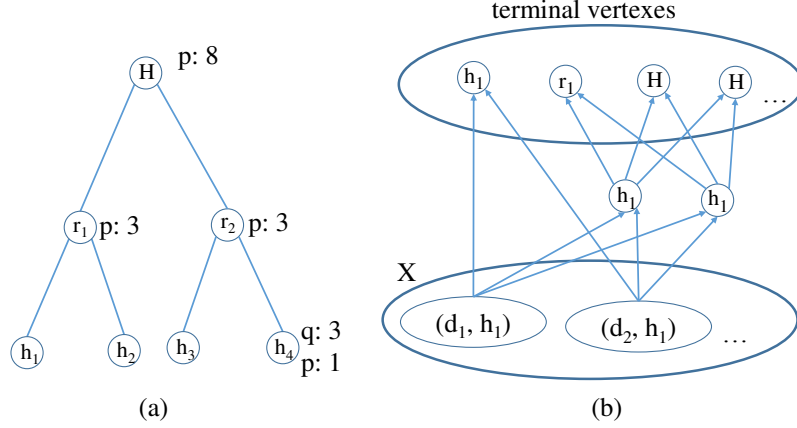 terminal vertexes
H p: 8
r₁ p: 3
r₂ p: 3
h₁
h₂
h₃
h₄
q: 3
p: 1
(a)
h₁
r₁
H
H
...
h₁
h₁
X
(d₁, h₁)
(d₂, h₁)
...
(b)